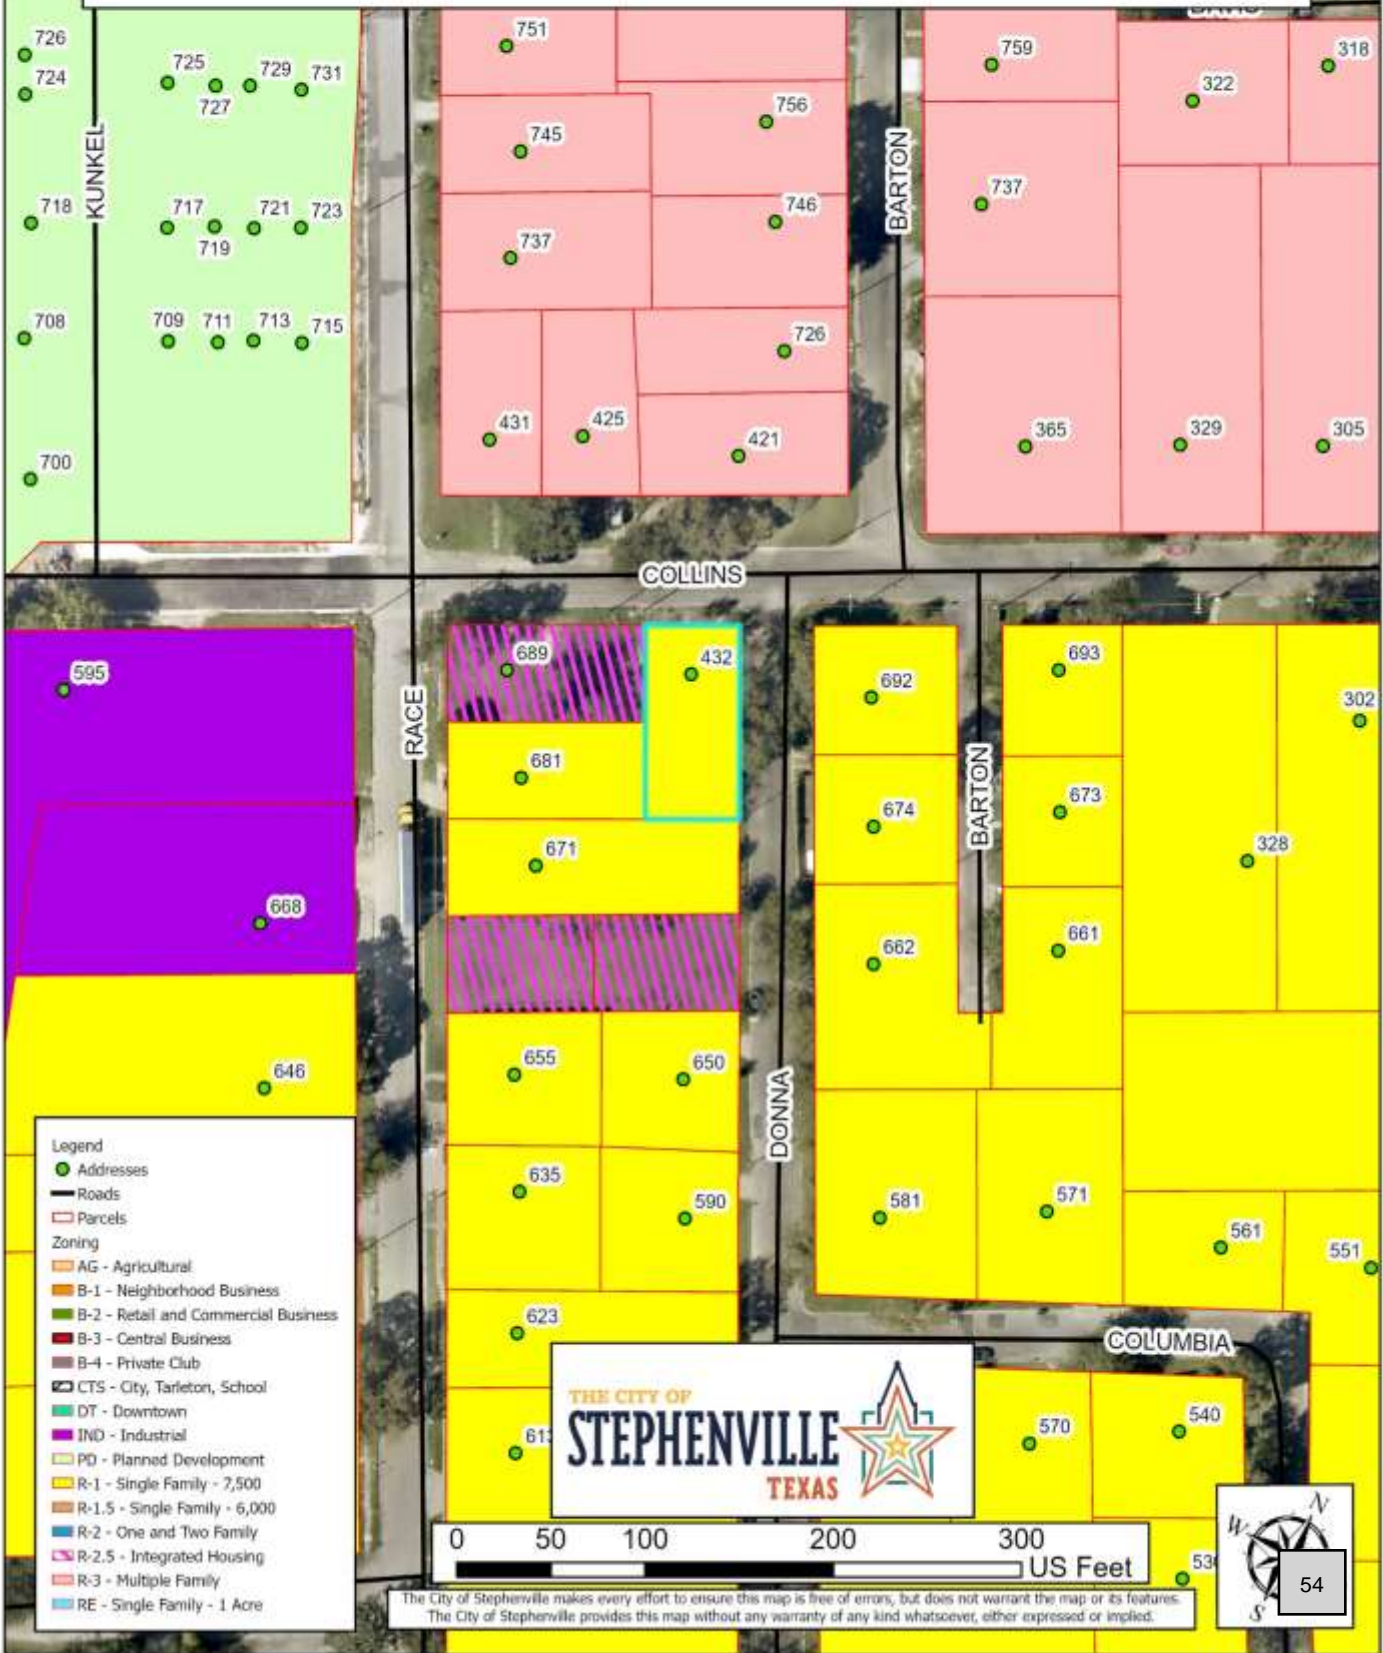 DAVIS
726
724
725
727
729
731
751
756
759
322
318
745
KUNKEL
BARTON
718
717
719
721
723
737
746
737
708
709
711
713
715
726
431
425
421
365
329
305
700
COLLINS
595
689
432
692
693
302
RACE
681
BARTON
674
673
671
328
668
662
661
646
655
650
DONNA
635
590
581
571
561
551
623
COLUMBIA
THE CITY OF
STEPHENVILLE
TEXAS
570
540
530
Legend
Addresses
Roads
Parcels
Zoning
AG - Agricultural
B-1 - Neighborhood Business
B-2 - Retail and Commercial Business
B-3 - Central Business
B-4 - Private Club
CTS - City, Tarleton, School
DT - Downtown
IND - Industrial
PD - Planned Development
R-1 - Single Family - 7,500
R-1.5 - Single Family - 6,000
R-2 - One and Two Family
R-2.5 - Integrated Housing
R-3 - Multiple Family
RE - Single Family - 1 Acre
0 50 100 200 300
US Feet
N
W
S
54
The City of Stephenville makes every effort to ensure this map is free of errors, but does not warrant the map or its features.
The City of Stephenville provides this map without any warranty of any kind whatsoever, either expressed or implied.